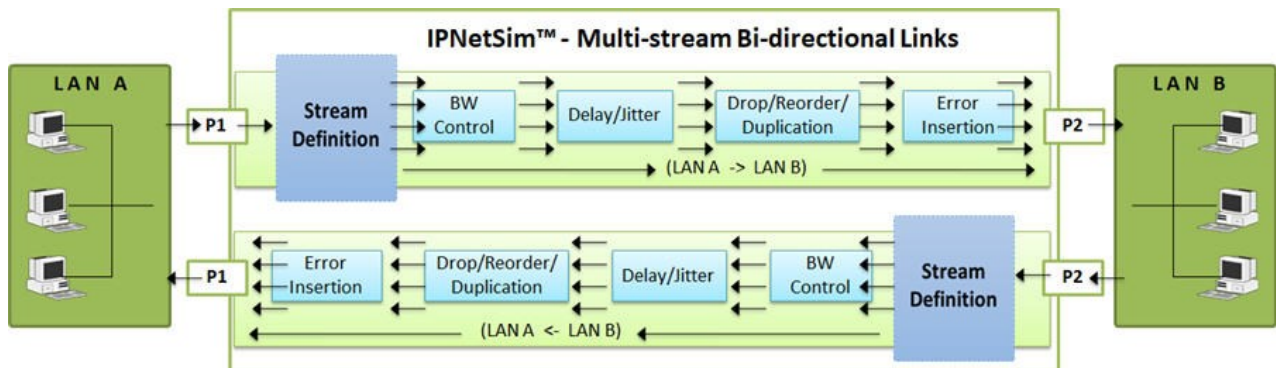 IPNetSim™ - Multi-stream Bi-directional Links
LAN A
P1
Stream
Definition
BW
Control
Delay/Jitter
Drop/Reorder/
Duplication
Error
Insertion
(LAN A -> LAN B)
P2
LAN B
P1
Error
Insertion
Drop/Reorder/
Duplication
Delay/Jitter
BW
Control
Stream
Definition
P2
(LAN A <- LAN B)